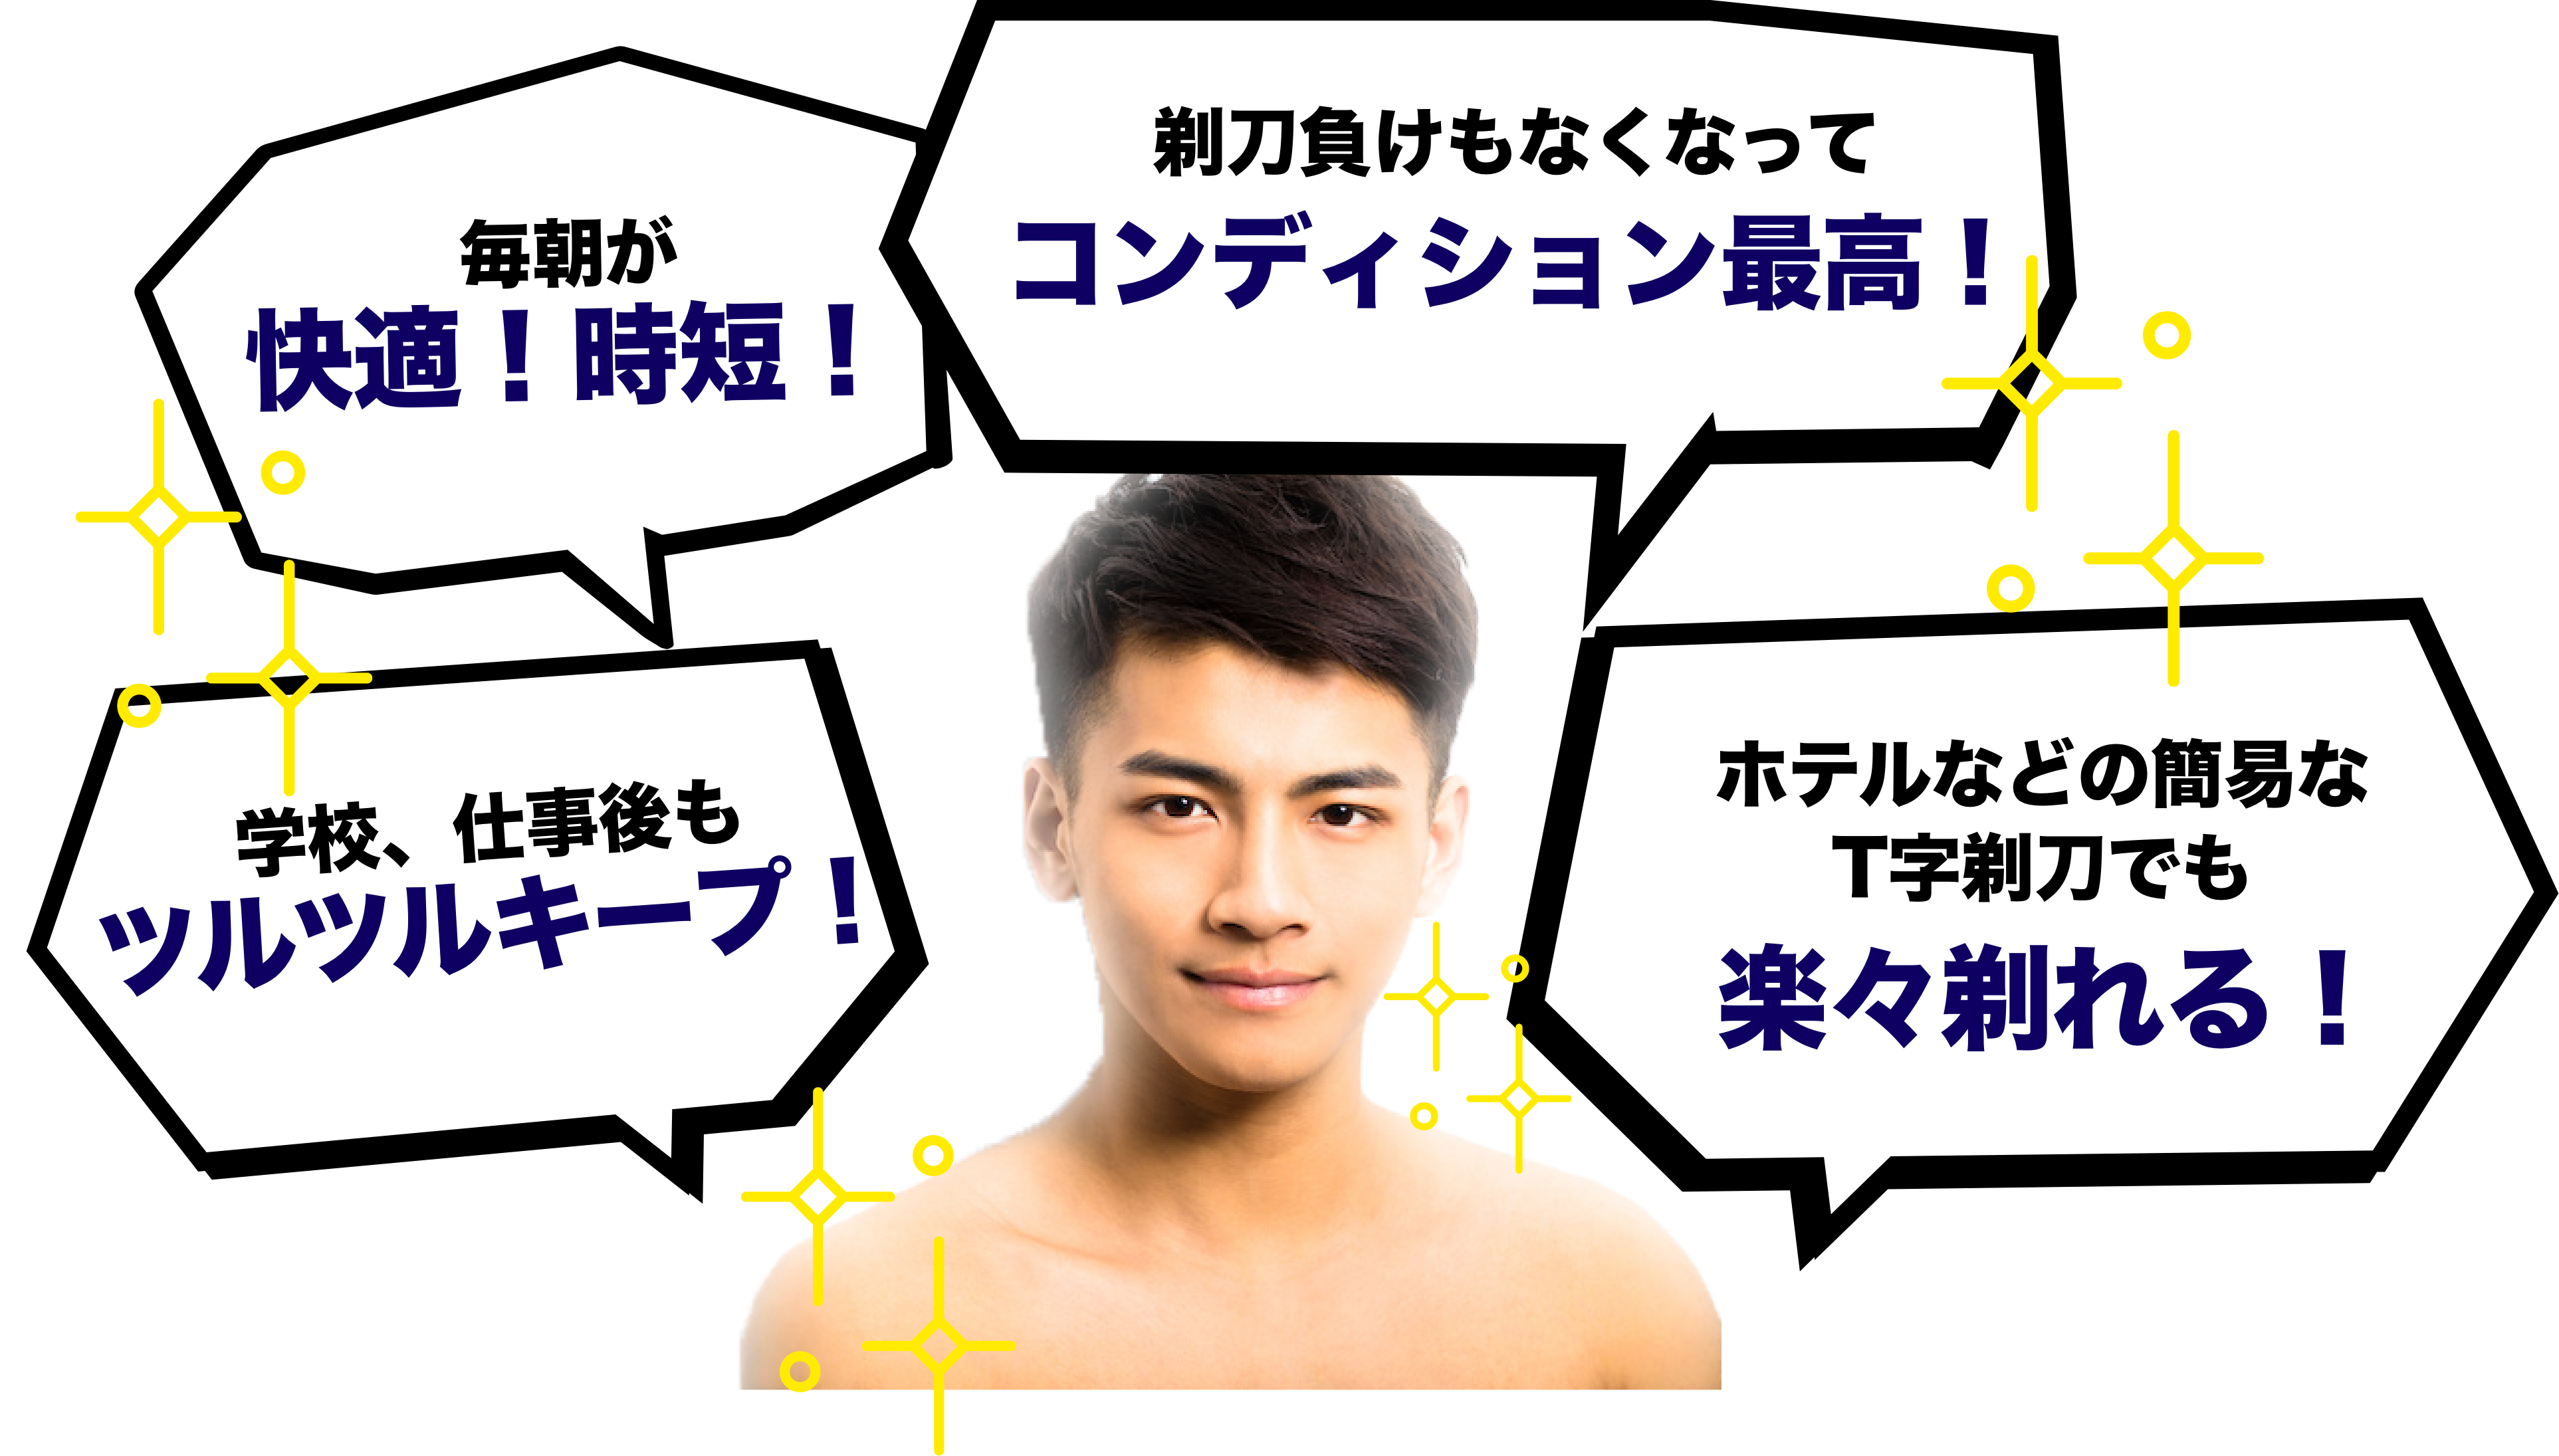 毎朝が
快適！時短！
剃刀負けもなくなって
コンディション最高！
学校、仕事後も
ツルツルキープ！
ホテルなどの簡易な
T字剃刀でも
楽々剃れる！